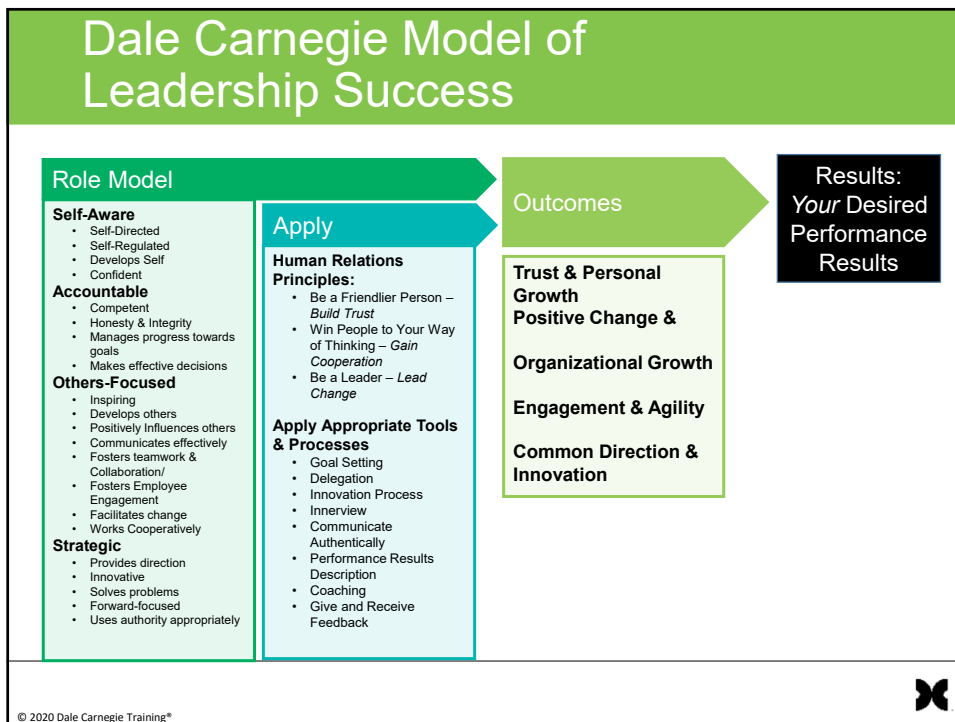 Dale Carnegie Model of
Leadership Success
Role Model
Self-Aware
• Self-Directed
• Self-Regulated
• Develops Self
• Confident
Accountable
• Competent
• Honesty & Integrity
• Manages progress towards
goals
• Makes effective decisions
Others-Focused
• Inspiring
• Develops others
• Positively Influences others
• Communicates effectively
• Fosters teamwork &
Collaboration/
• Fosters Employee
Engagement
• Facilitates change
• Works Cooperatively
Strategic
• Provides direction
• Innovative
• Solves problems
• Forward-focused
• Uses authority appropriately
Apply
Human Relations
Principles:
• Be a Friendlier Person –
Build Trust
• Win People to Your Way
of Thinking – Gain
Cooperation
• Be a Leader – Lead
Change
Apply Appropriate Tools
& Processes
• Goal Setting
• Delegation
• Innovation Process
• Innerview
• Communicate
Authentically
• Performance Results
Description
• Coaching
• Give and Receive
Feedback
Outcomes
Trust & Personal
Growth
Positive Change &
Organizational Growth
Engagement & Agility
Common Direction &
Innovation
Results:
Your Desired
Performance
Results
© 2020 Dale Carnegie Training®